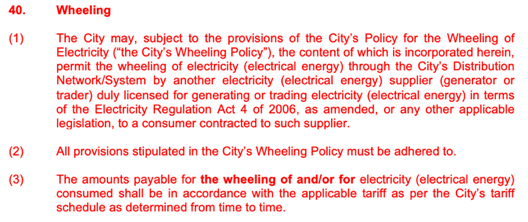 40. Wheeling
(1) The City may, subject to the provisions of the City's Policy for the Wheeling of
Electricity ("the City's Wheeling Policy"), the content of which is incorporated herein,
permit the wheeling of electricity (electrical energy) through the City's Distribution
Network/System by another electricity (electrical energy) supplier (generator or
trader) duly licensed for generating or trading electricity (electrical energy) in terms
of the Electricity Regulation Act 4 of 2006, as amended, or any other applicable
legislation, to a consumer contracted to such supplier.
(2) All provisions stipulated in the City's Wheeling Policy must be adhered to.
(3) The amounts payable for the wheeling of and/or for electricity (electrical energy)
consumed shall be in accordance with the applicable tariff as per the City's tariff
schedule as determined from time to time.